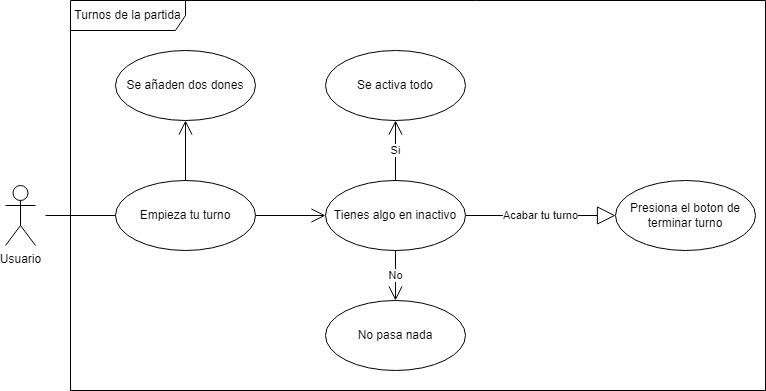 Turnos de la partida
Se añaden dos dones
Se activa todo
Si
Empieza tu turno
Tienes algo en inactivo
Acabar tu turno
Presiona el boton de
terminar turno
Usuario
No
No pasa nada